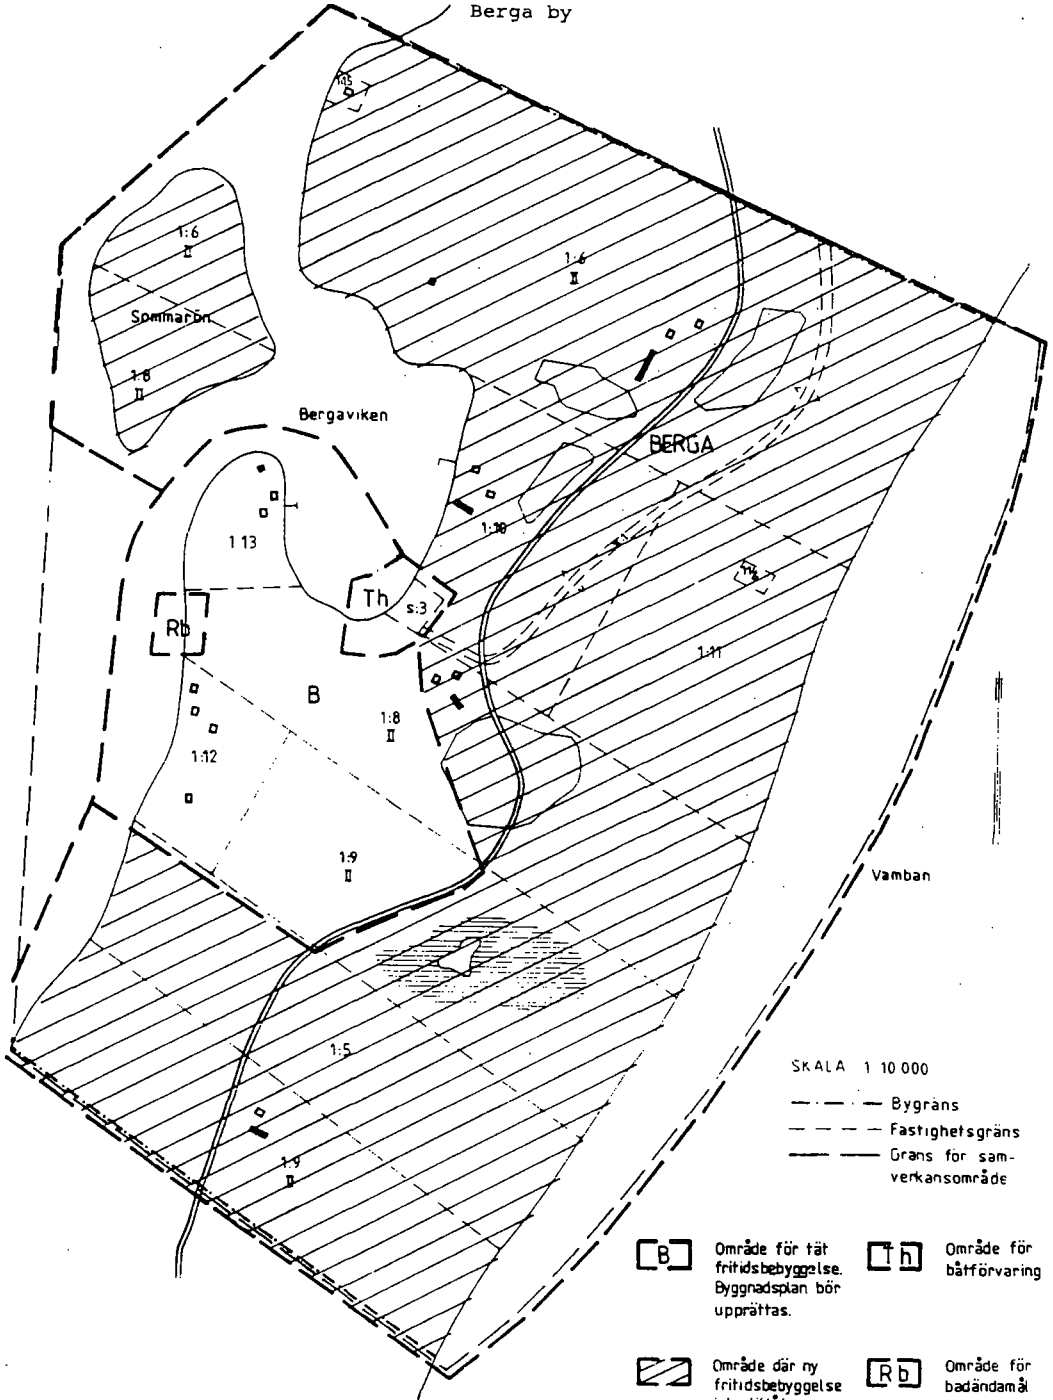 Berga by
1:15
1:6
II
1:6
II
Sommarön
1:8
II
Bergaviken
BERGA
1:10
1 13
Th
s:3
Rb
1:11
B
1:8
II
1:12
1:9
II
Vamban
1:5
1:9
II
SKALA 1 10 000
Bygräns
Fastighetsgräns
Gräns för sam-
verkansområde
B
Område för tät
fritidsbebyggelse.
Byggnadsplan bör
upprättas.
Th
Område för
båtförvaring
Område där ny
fritidsbebyggelse
Rb
Område för
badändamål